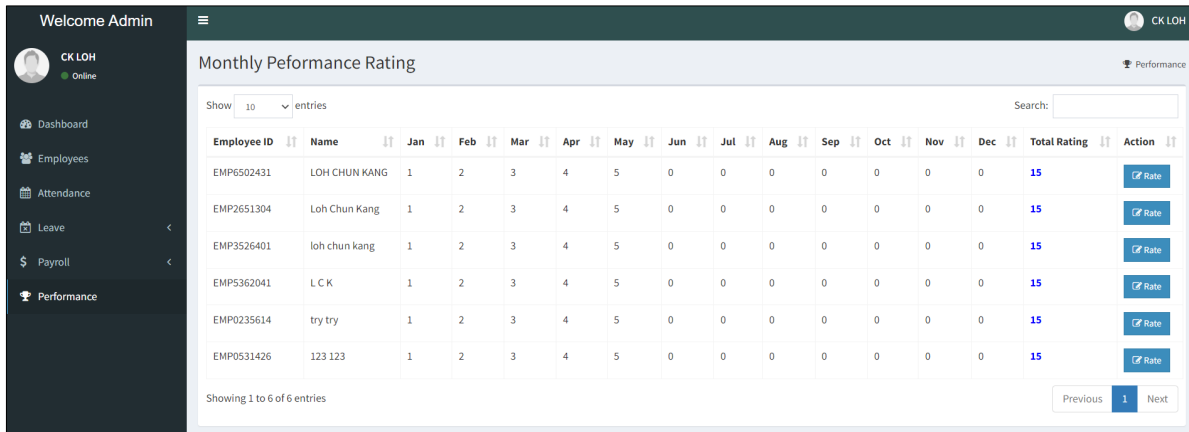 Welcome Admin
CK LOH
CK LOH
Online
Monthly Peformance Rating
Performance
Show 10 entries
Search:
Dashboard
Employees
Attendance
Leave
$ Payroll
Performance
Employee ID Name Jan Feb Mar Apr May Jun Jul Aug Sep Oct Nov Dec Total Rating Action
EMP6502431 LOH CHUN KANG 1 2 3 4 5 0 0 0 0 0 0 0 15 Rate
EMP2651304 Loh Chun Kang 1 2 3 4 5 0 0 0 0 0 0 0 15 Rate
EMP3526401 loh chun kang 1 2 3 4 5 0 0 0 0 0 0 0 15 Rate
EMP5362041 L C K 1 2 3 4 5 0 0 0 0 0 0 0 15 Rate
EMP0235614 try try 1 2 3 4 5 0 0 0 0 0 0 0 15 Rate
EMP0531426 123 123 1 2 3 4 5 0 0 0 0 0 0 0 15 Rate
Showing 1 to 6 of 6 entries
Previous 1 Next